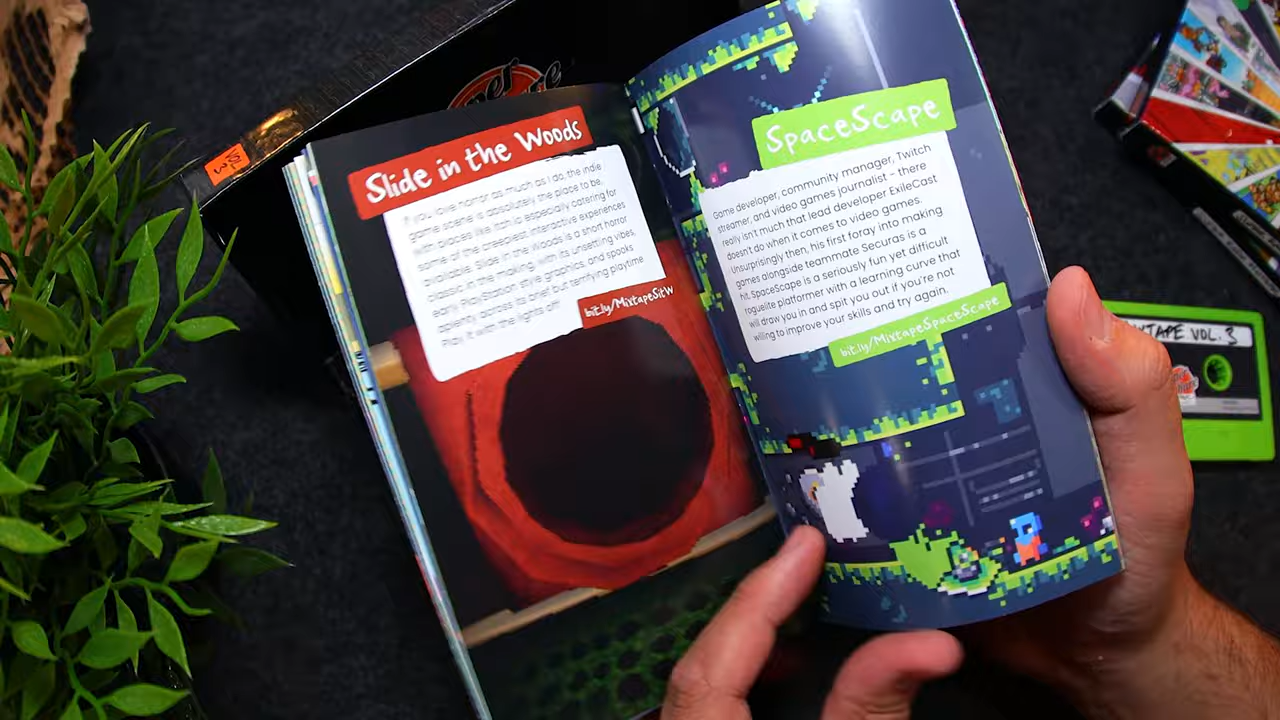 Slide in the Woods
If you love horror as much as I do, the indie
game scene is absolutely the place to be,
with places like itch.io especially catering for
some of the creepiest interactive experiences
available. Slide in the Woods is a short horror
classic in the making, with its unsettling vibes,
early PlayStation style graphics, and spooks
aplenty across its brief but terrifying playtime.
Play it with the lights off!
bit.ly/MixtapeSitW
SpaceScape
Game developer, community manager, Twitch
streamer, and video games journalist - there
really isn't much that lead developer ExileCast
doesn't do when it comes to video games.
Unsurprisingly then, his first foray into making
games alongside teammate Securas is a
hit. SpaceScape is a seriously fun yet difficult
roguelite platformer with a learning curve that
will draw you in and spit you out if you're not
willing to improve your skills and try again.
bit.ly/MixtapeSpaceScape
TAPE VOL. 3